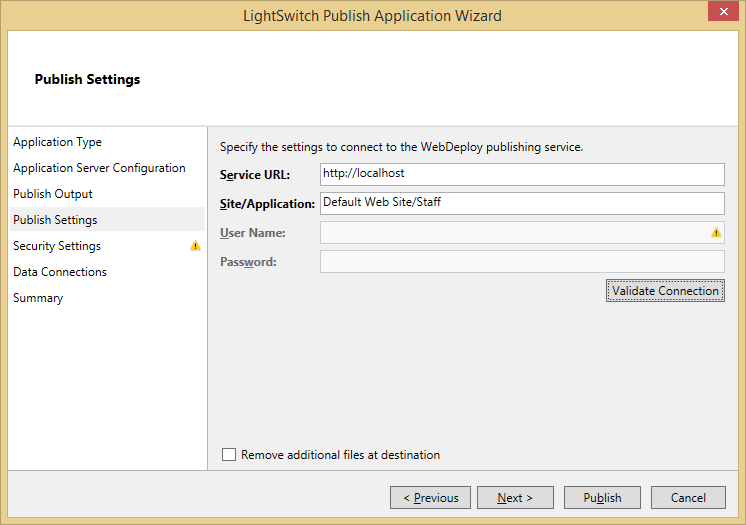 LightSwitch Publish Application Wizard
Publish Settings
Application Type
Application Server Configuration
Publish Output
Publish Settings
Security Settings
Data Connections
Summary
Specify the settings to connect to the WebDeploy publishing service.
Service URL: http://localhost
Site/Application: Default Web Site/Staff
User Name:
Password:
Validate Connection
Remove additional files at destination
< Previous Next > Publish Cancel